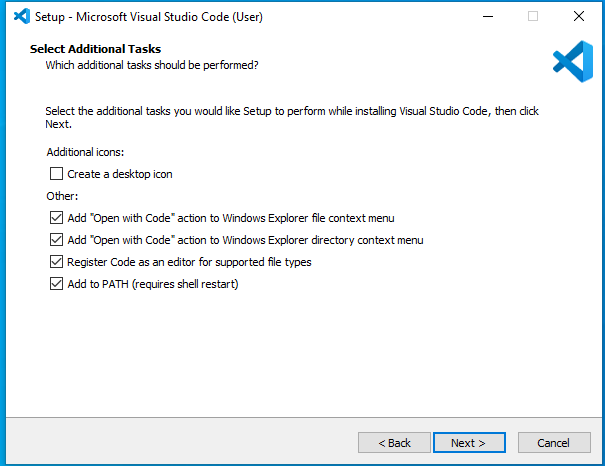 Setup - Microsoft Visual Studio Code (User)
Select Additional Tasks
Which additional tasks should be performed?
Select the additional tasks you would like Setup to perform while installing Visual Studio Code, then click
Next.
Additional icons:
Create a desktop icon
Other:
Add "Open with Code" action to Windows Explorer file context menu
Add "Open with Code" action to Windows Explorer directory context menu
Register Code as an editor for supported file types
Add to PATH (requires shell restart)
< Back
Next >
Cancel